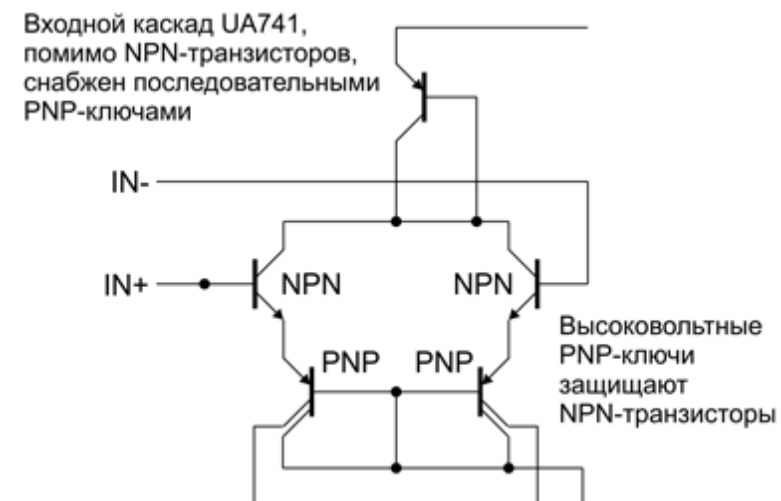 Входной каскад UA741,
помимо NPN-транзисторов,
снабжен последовательными
PNP-ключами
IN-
IN+
NPN
NPN
PNP
PNP
Высоковольтные
PNP-ключи
защищают
NPN-транзисторы